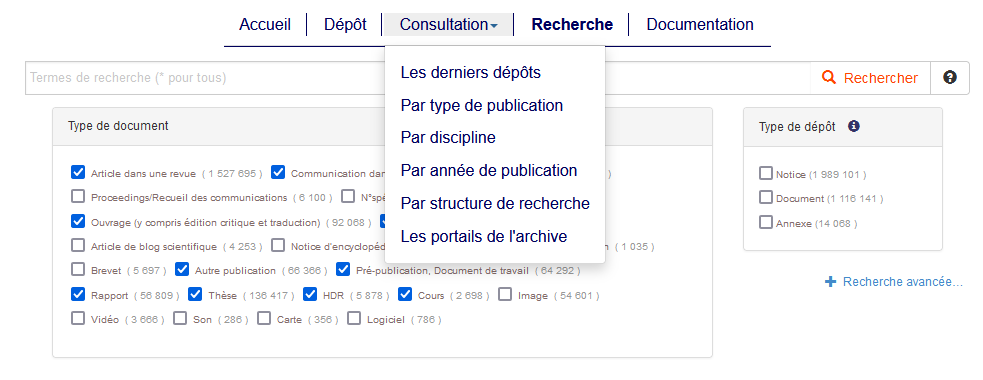 Accueil Dépôt Consultation Recherche Documentation
Termes de recherche (* pour tous) Rechercher ?
Les derniers dépôts
Par type de publication
Par discipline
Par année de publication
Par structure de recherche
Les portails de l'archive
Type de document
Article dans une revue ( 1 527 695 ) Communication dan )
Proceedings/Recueil des communications ( 6 100 ) N°spé
Ouvrage (y compris édition critique et traduction) ( 92 068 )
Article de blog scientifique ( 4 253 ) Notice d'encyclopéd n ( 1 035 )
Brevet ( 5 697 ) Autre publication ( 66 366 ) Pré-publication, Document de travail ( 64 292 )
Rapport ( 56 809 ) Thèse ( 136 417 ) HDR ( 5 878 ) Cours ( 2 698 ) Image ( 54 601 )
Vidéo ( 3 666 ) Son ( 286 ) Carte ( 356 ) Logiciel ( 786 )
Type de dépôt i
Notice (1 989 101 )
Document (1 116 141 )
Annexe (14 068 )
Recherche avancée...